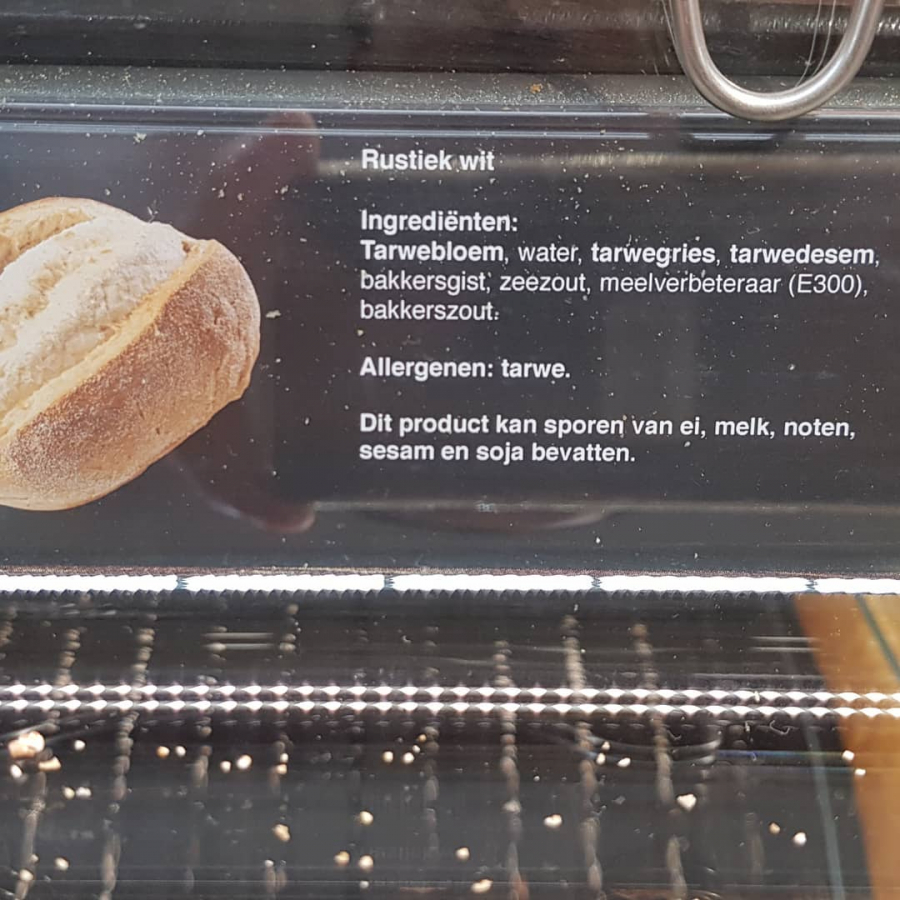 Rustiek wit
Ingrediënten:
Tarwebloem, water, tarwegries, tarwedesem,
bakkersgist, zeezout, meelverbeteraar (E300),
bakkerszout.
Allergenen: tarwe.
Dit product kan sporen van ei, melk, noten,
sesam en soja bevatten.